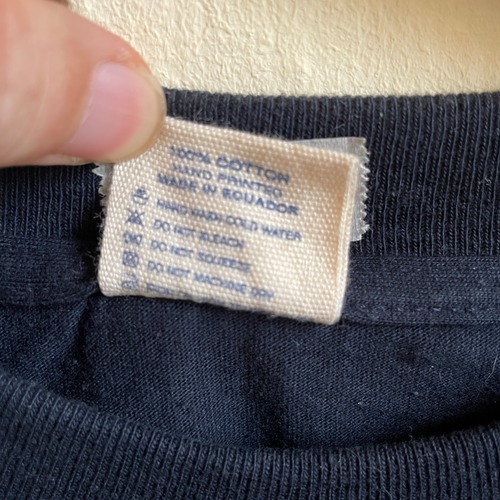 100% COTTON
HAND PRINTED
MADE IN ECUADOR
HAND WASH COLD WATER
DO NOT BLEACH
DO NOT SQUEEZE
DO NOT MACHINE DRY